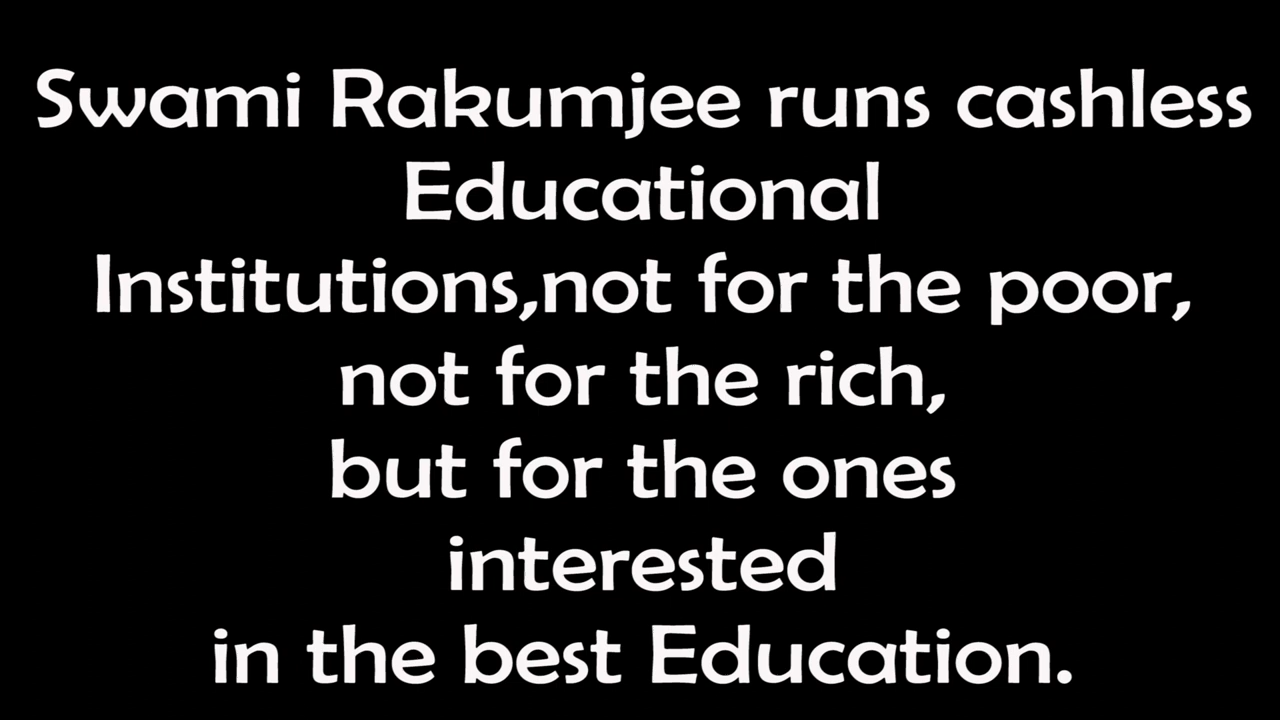 Swami Rakumjee runs cashless
Educational
Institutions,not for the poor,
not for the rich,
but for the ones
interested
in the best Education.